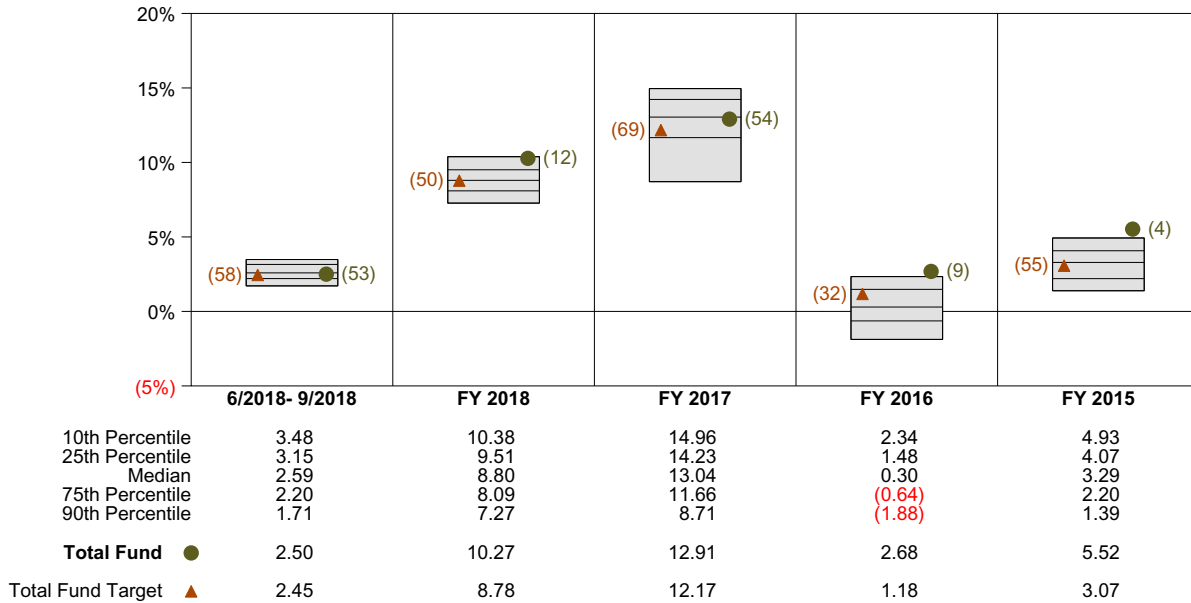 20%
15%
10%
5%
0%
(5%)
(58) (53)
(50) (12)
(69) (54)
(32) (9)
(55) (4)
6/2018- 9/2018 FY 2018 FY 2017 FY 2016 FY 2015
10th Percentile 3.48 10.38 14.96 2.34 4.93
25th Percentile 3.15 9.51 14.23 1.48 4.07
Median 2.59 8.80 13.04 0.30 3.29
75th Percentile 2.20 8.09 11.66 (0.64) 2.20
90th Percentile 1.71 7.27 8.71 (1.88) 1.39
Total Fund 2.50 10.27 12.91 2.68 5.52
Total Fund Target 2.45 8.78 12.17 1.18 3.07